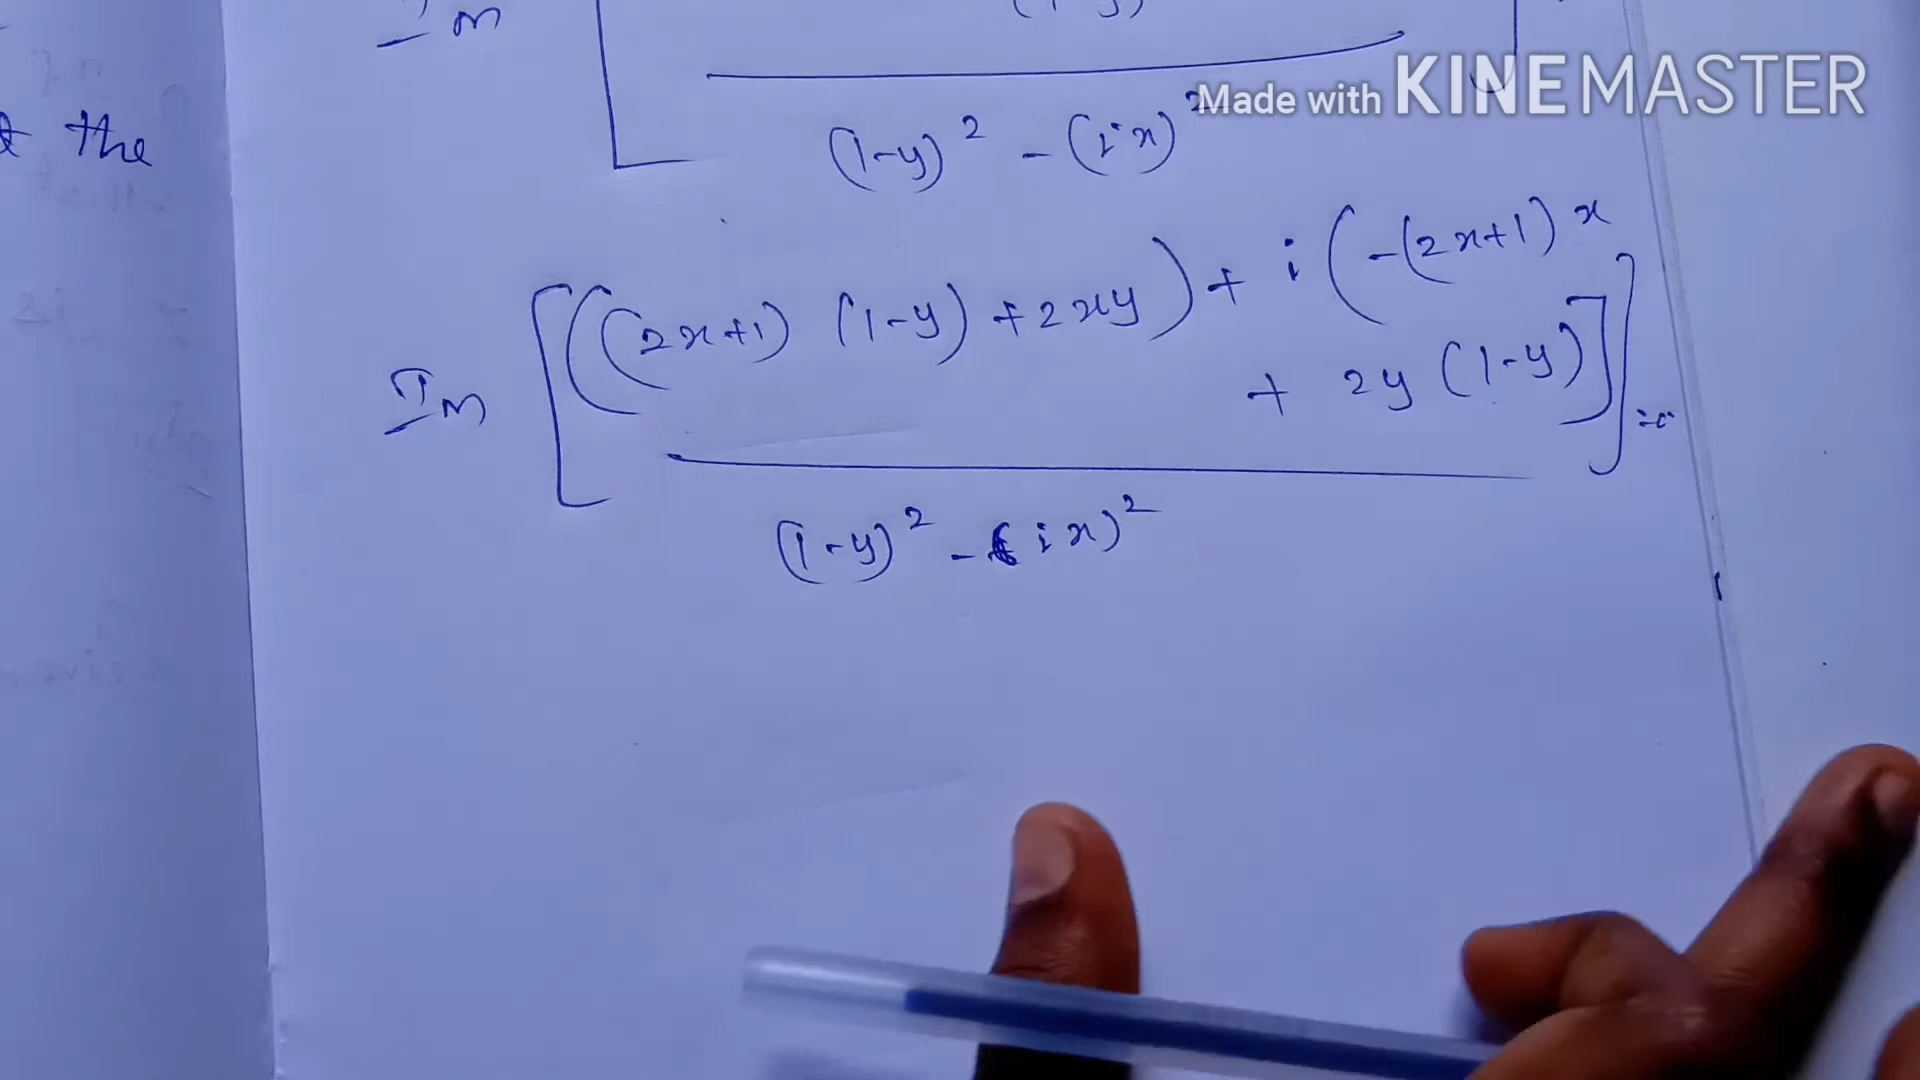 Im
Made with KINEMASTER
(1-y)² - (ix)²
the
Im [((2x+1) (1-y) + 2xy) + i (-(2x+1) x
+ 2y (1-y)]]
(1-y)² - (ix)²